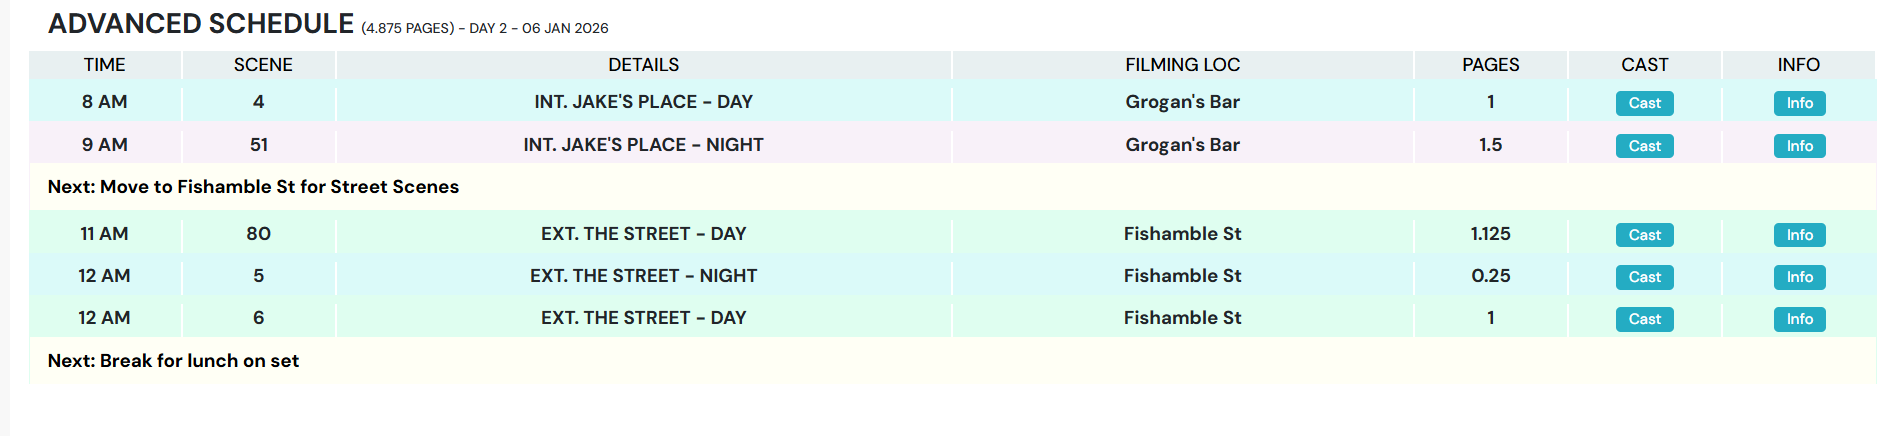 ADVANCED SCHEDULE (4.875 PAGES) - DAY 2 - 06 JAN 2026
TIME SCENE DETAILS FILMING LOC PAGES CAST INFO
8 AM 4 INT. JAKE'S PLACE - DAY Grogan's Bar 1 Cast Info
9 AM 51 INT. JAKE'S PLACE - NIGHT Grogan's Bar 1.5 Cast Info
Next: Move to Fishamble St for Street Scenes
11 AM 80 EXT. THE STREET - DAY Fishamble St 1.125 Cast Info
12 AM 5 EXT. THE STREET - NIGHT Fishamble St 0.25 Cast Info
12 AM 6 EXT. THE STREET - DAY Fishamble St 1 Cast Info
Next: Break for lunch on set